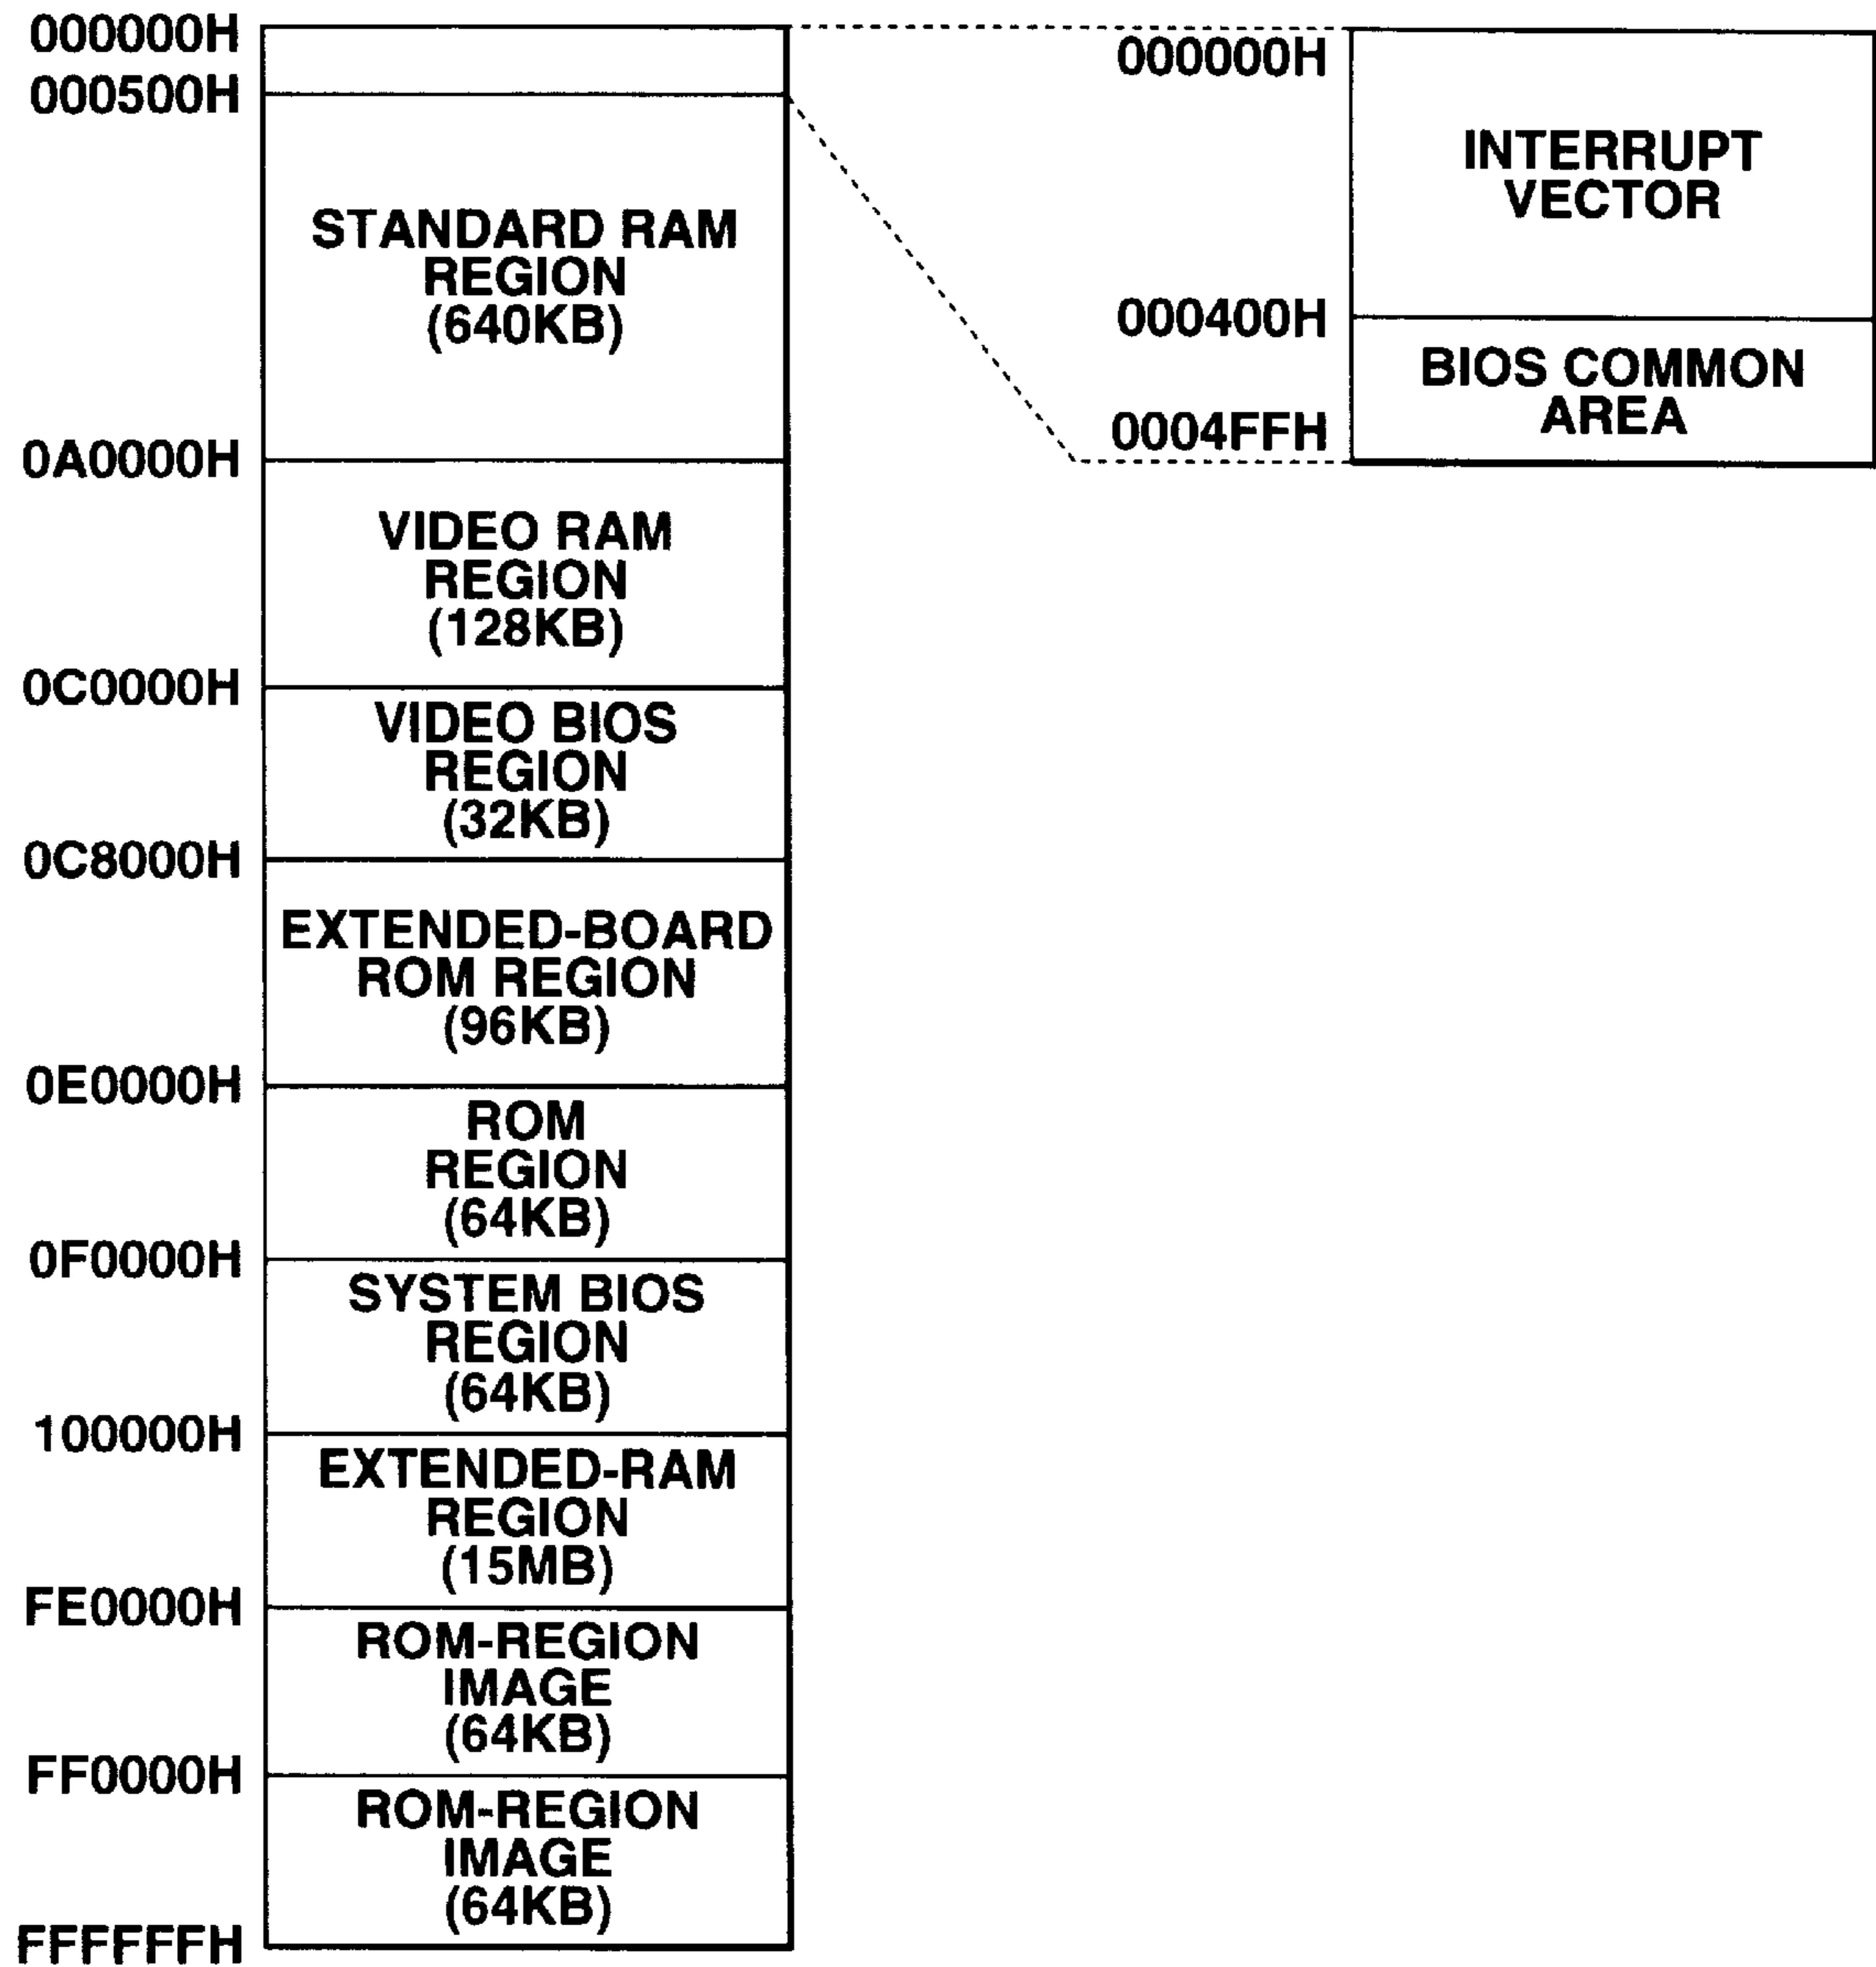 000000H
000500H
STANDARD RAM
REGION
(640KB)
0A0000H
VIDEO RAM
REGION
(128KB)
0C0000H
VIDEO BIOS
REGION
(32KB)
0C8000H
EXTENDED-BOARD
ROM REGION
(96KB)
0E0000H
ROM
REGION
(64KB)
0F0000H
SYSTEM BIOS
REGION
(64KB)
100000H
EXTENDED-RAM
REGION
(15MB)
FE0000H
ROM-REGION
IMAGE
(64KB)
FF0000H
ROM-REGION
IMAGE
(64KB)
FFFFFFH
000000H
INTERRUPT
VECTOR
000400H
BIOS COMMON
AREA
0004FFH